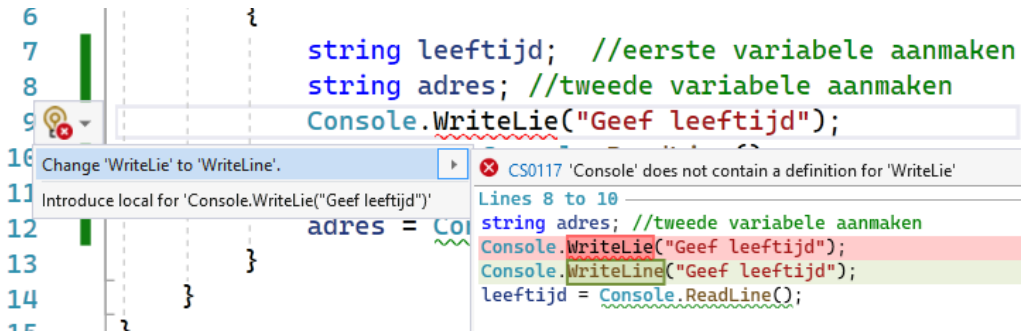 6 {
7 string leeftijd; //eerste variabele aanmaken
8 string adres; //tweede variabele aanmaken
9 Console.WriteLie("Geef leeftijd");
10
Change 'WriteLie' to 'WriteLine'.
CS0117 'Console' does not contain a definition for 'WriteLie'
11
Introduce local for 'Console.WriteLie("Geef leeftijd")'
Lines 8 to 10
string adres; //tweede variabele aanmaken
Console.WriteLie("Geef leeftijd");
Console.WriteLine("Geef leeftijd");
leeftijd = Console.ReadLine();
12 adres = Co
13 }
14 }
15 }